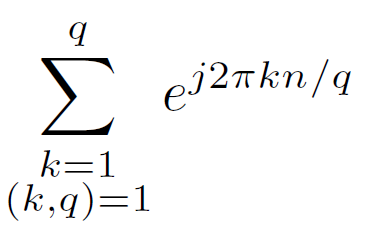 q
∑ e^{j2πkn/q}
k=1
(k,q)=1